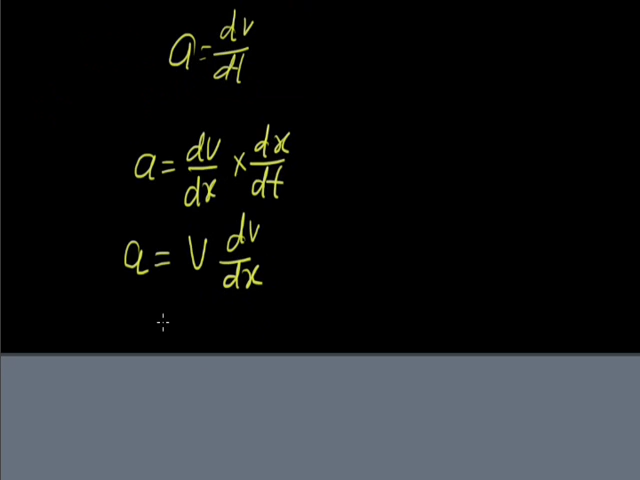 a = dv/dt
a = dv/dx × dx/dt
a = v dv/dx